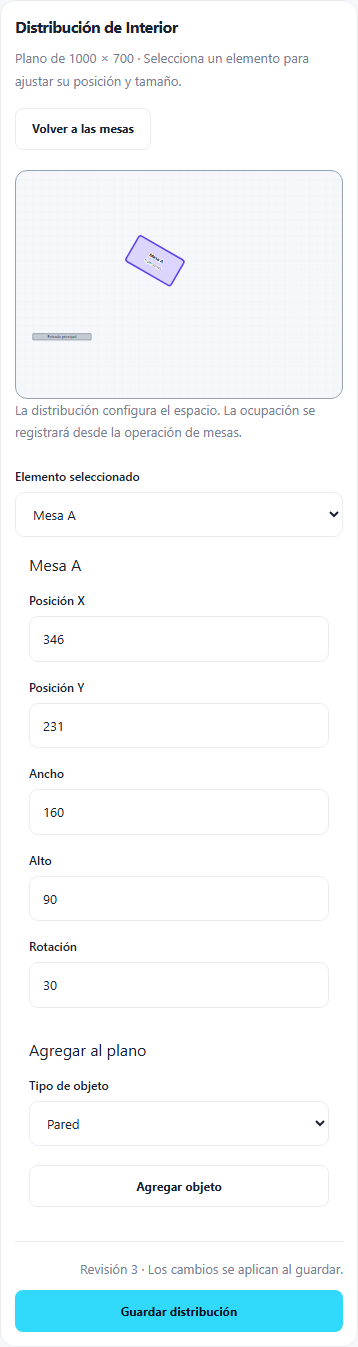 Distribución de Interior
Plano de 1000 × 700 · Selecciona un elemento para
ajustar su posición y tamaño.
Volver a las mesas
Mesa A
Entrada principal
La distribución configura el espacio. La ocupación se
registrará desde la operación de mesas.
Elemento seleccionado
Mesa A
Mesa A
Posición X
346
Posición Y
231
Ancho
160
Alto
90
Rotación
30
Agregar al plano
Tipo de objeto
Pared
Agregar objeto
Revisión 3 · Los cambios se aplican al guardar.
Guardar distribución